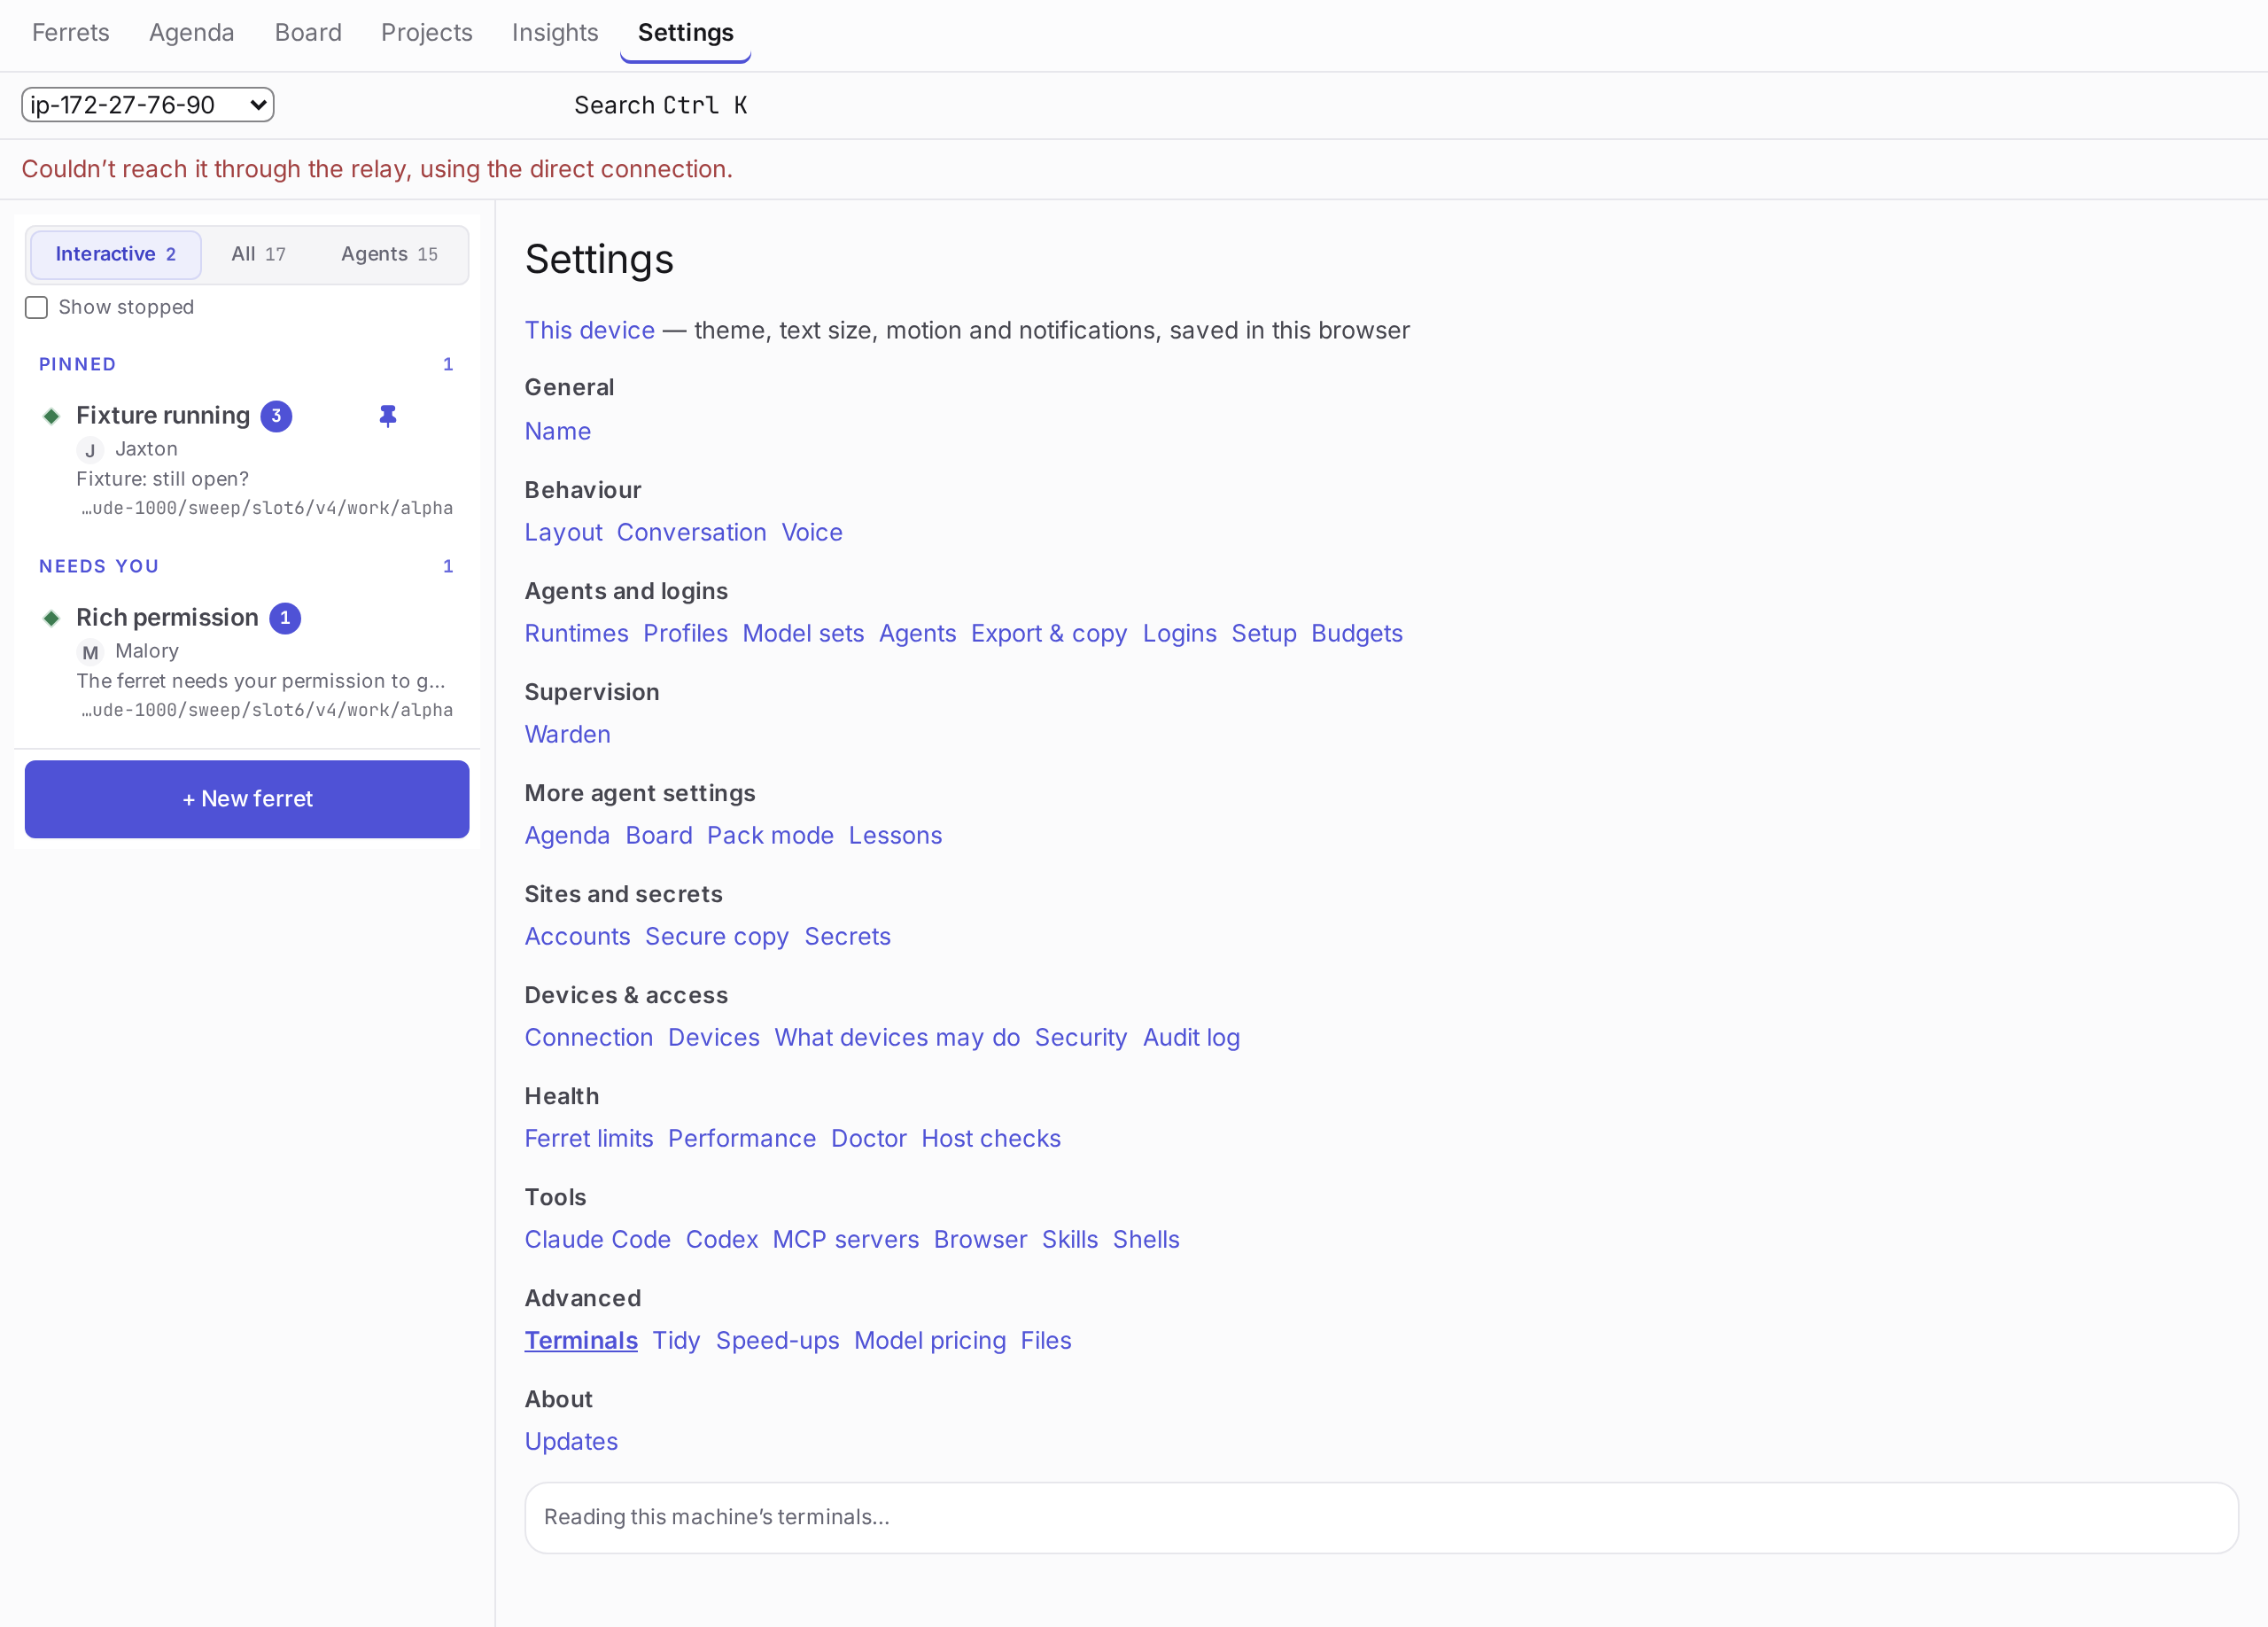 Ferrets Agenda Board Projects Insights Settings
ip-172-27-76-90 Search Ctrl K
Couldn’t reach it through the relay, using the direct connection.
Interactive 2 All 17 Agents 15
Show stopped
PINNED 1
Fixture running 3
J Jaxton
Fixture: still open?
…ude-1000/sweep/slot6/v4/work/alpha
NEEDS YOU 1
Rich permission 1
M Malory
The ferret needs your permission to g…
…ude-1000/sweep/slot6/v4/work/alpha
+ New ferret
Settings
This device — theme, text size, motion and notifications, saved in this browser
General
Name
Behaviour
Layout Conversation Voice
Agents and logins
Runtimes Profiles Model sets Agents Export & copy Logins Setup Budgets
Supervision
Warden
More agent settings
Agenda Board Pack mode Lessons
Sites and secrets
Accounts Secure copy Secrets
Devices & access
Connection Devices What devices may do Security Audit log
Health
Ferret limits Performance Doctor Host checks
Tools
Claude Code Codex MCP servers Browser Skills Shells
Advanced
Terminals Tidy Speed-ups Model pricing Files
About
Updates
Reading this machine’s terminals…